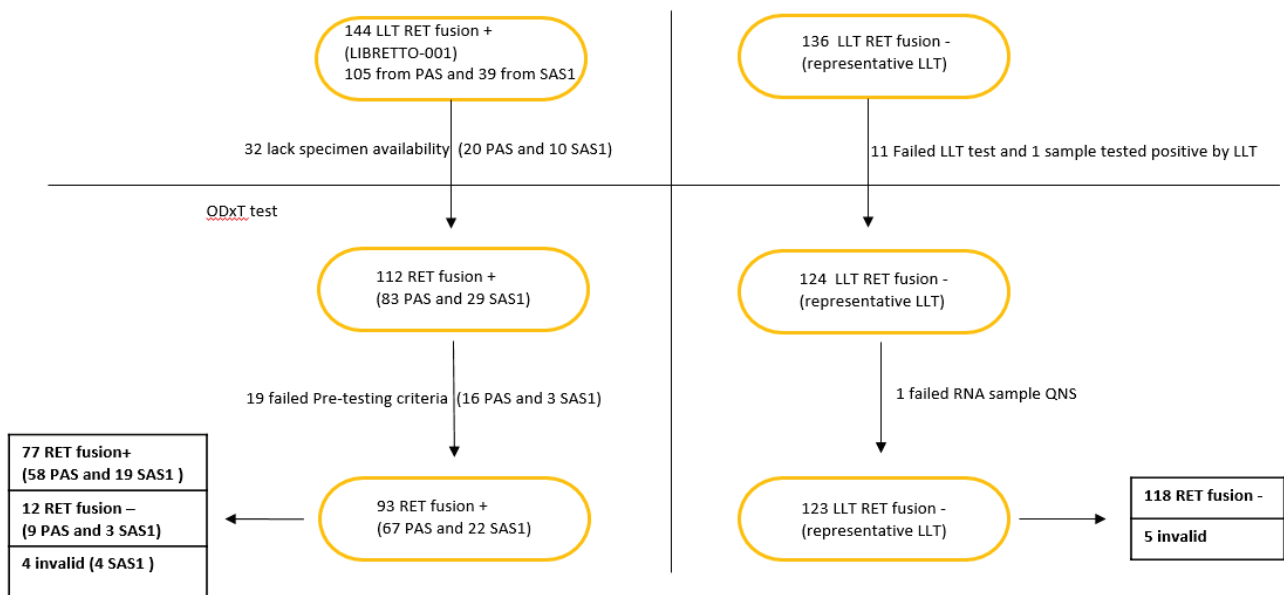 144 LLT RET fusion +
(LIBRETTO-001)
105 from PAS and 39 from SAS1
136 LLT RET fusion -
(representative LLT)
32 lack specimen availability (20 PAS and 10 SAS1)
11 Failed LLT test and 1 sample tested positive by LLT
ODxT test
112 RET fusion +
(83 PAS and 29 SAS1)
124 LLT RET fusion -
(representative LLT)
19 failed Pre-testing criteria (16 PAS and 3 SAS1)
1 failed RNA sample QNS
77 RET fusion+
(58 PAS and 19 SAS1 )
12 RET fusion –
(9 PAS and 3 SAS1)
4 invalid (4 SAS1 )
93 RET fusion +
(67 PAS and 22 SAS1)
123 LLT RET fusion -
(representative LLT)
118 RET fusion -
5 invalid